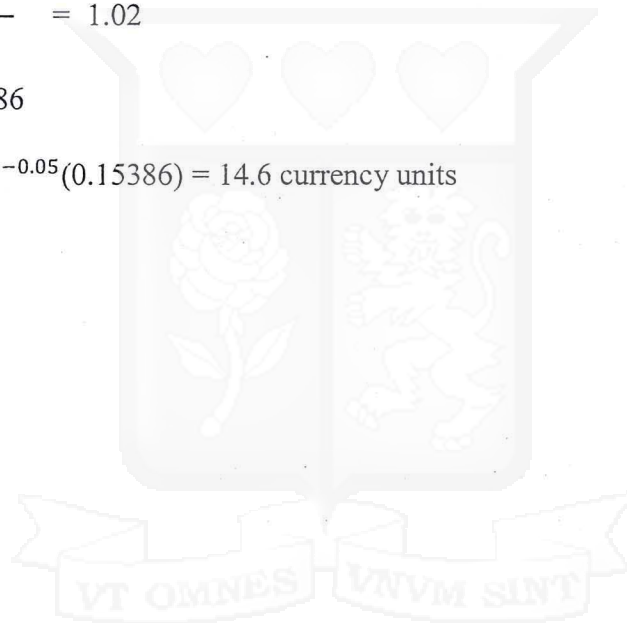 — = 1.02
86
−0.05(0.15386) = 14.6 currency units
VT OMNES VNVM SINT